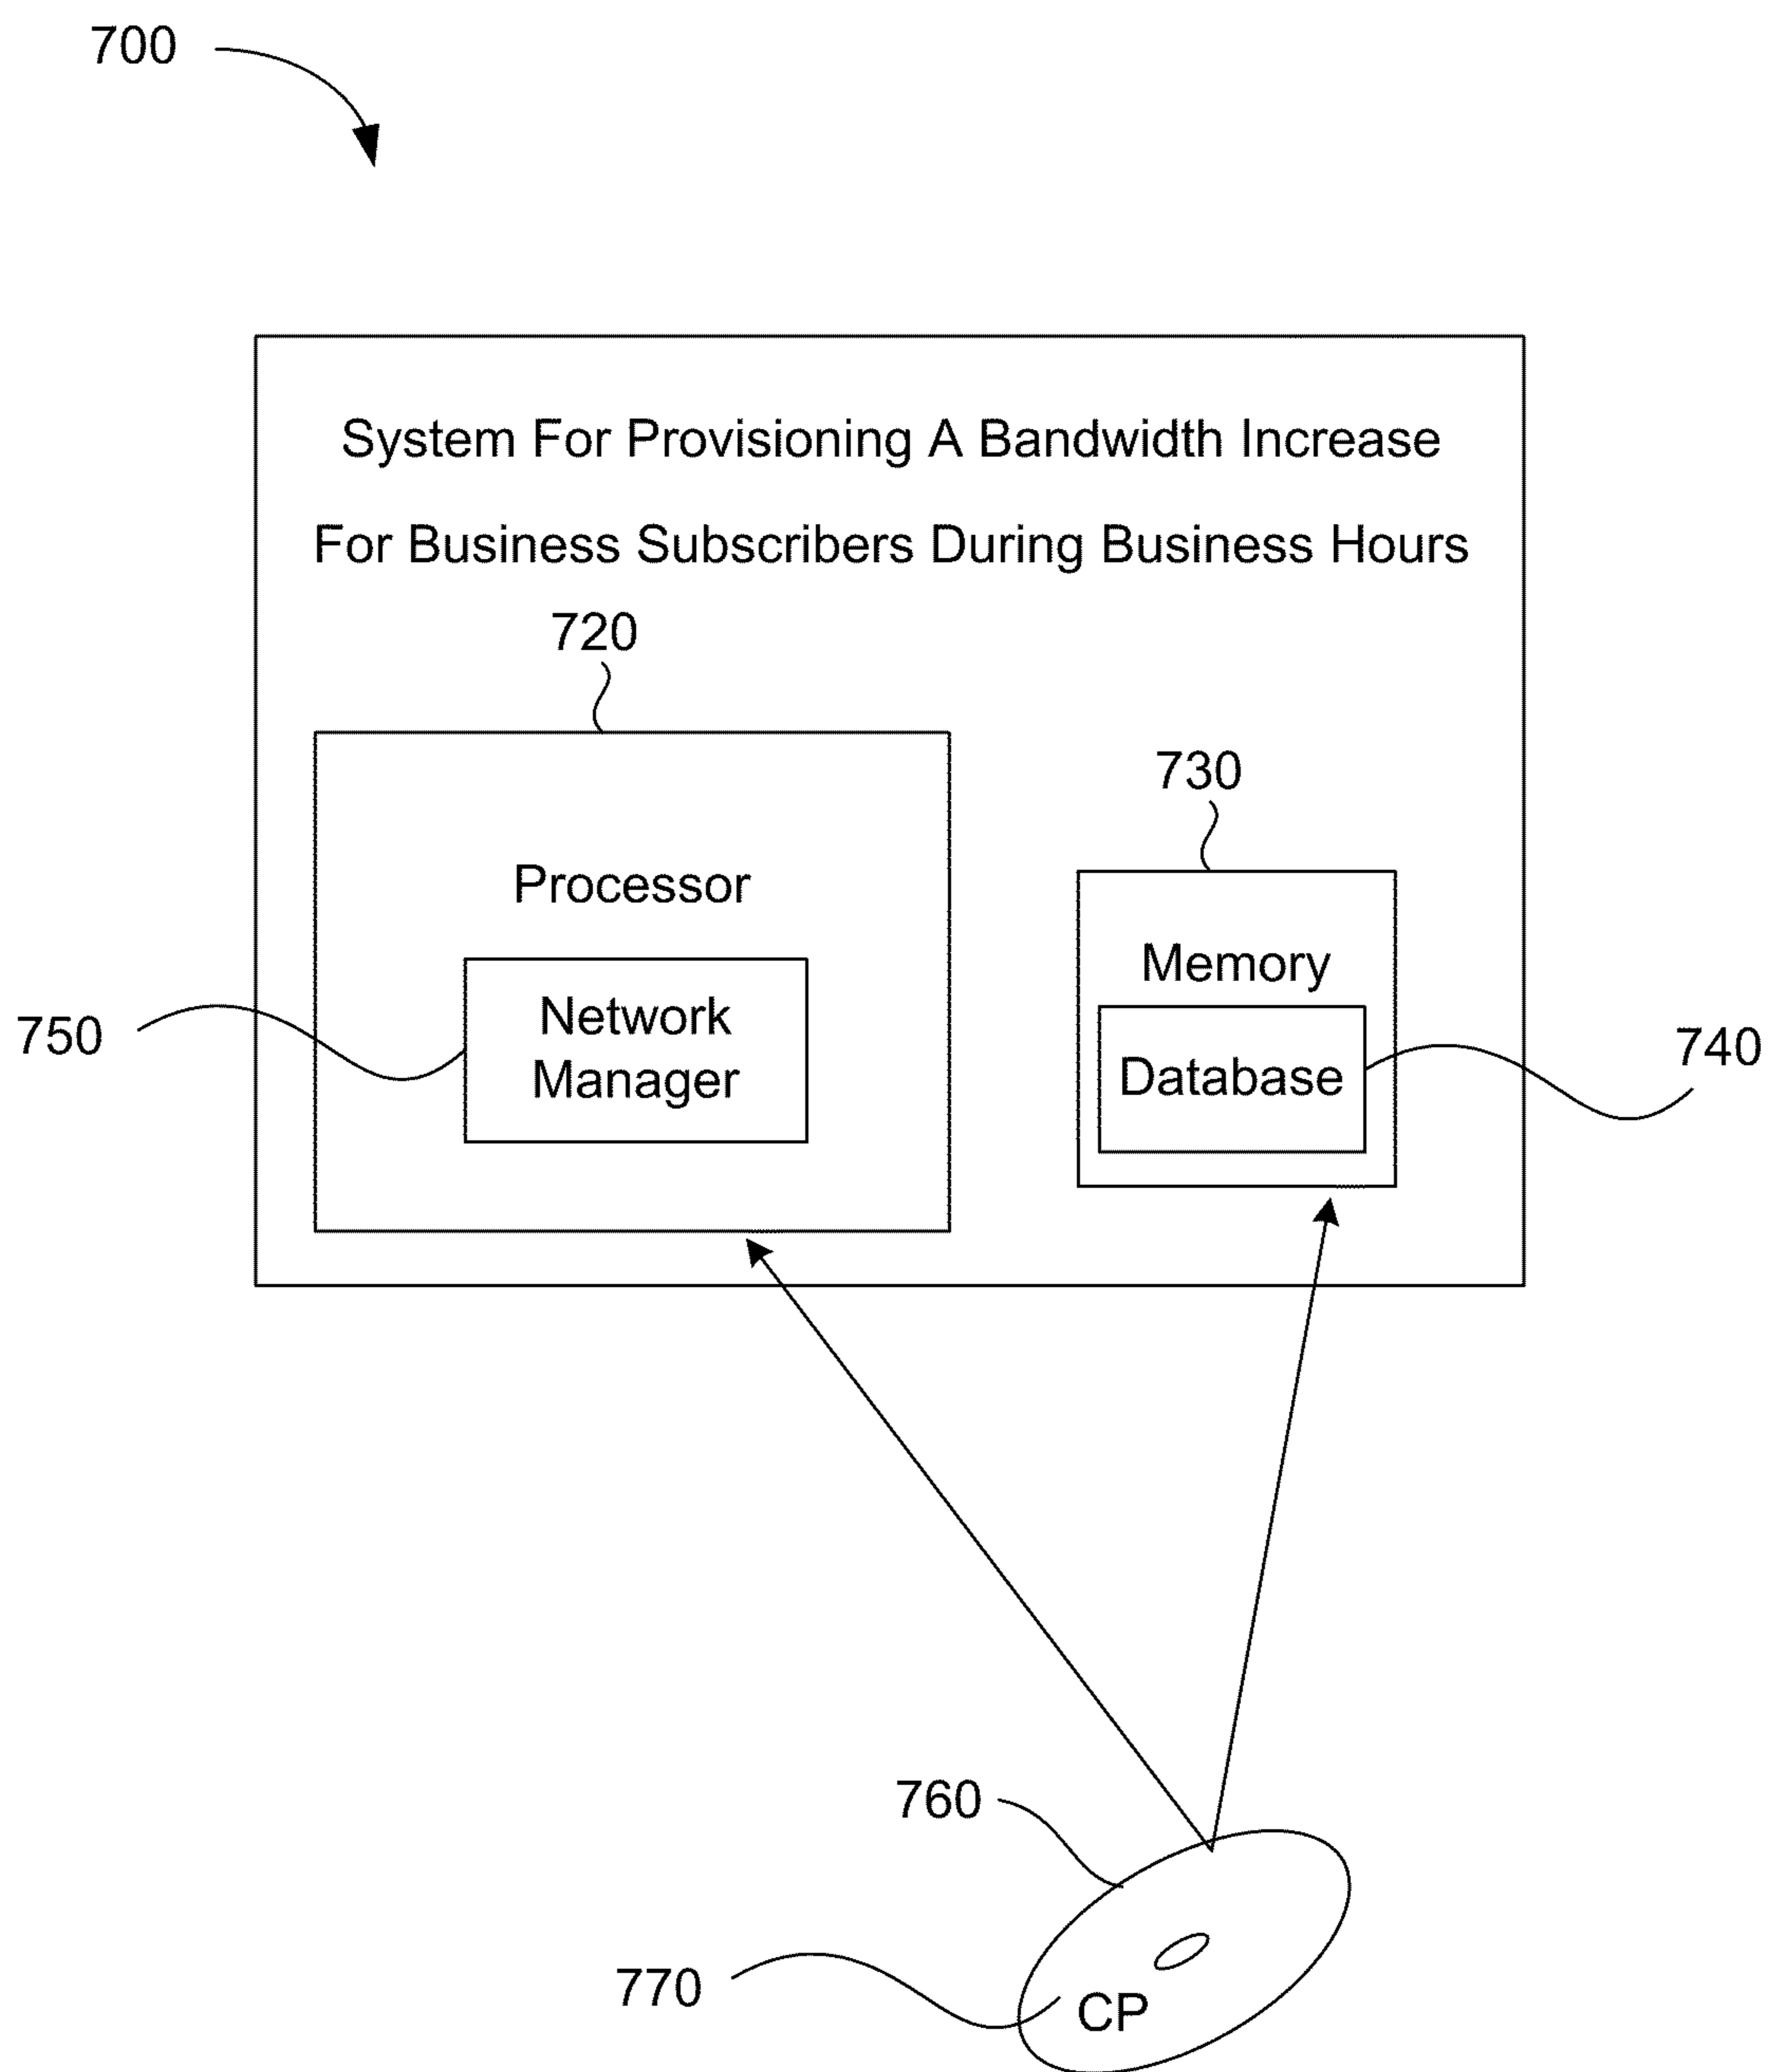 700
System For Provisioning A Bandwidth Increase
For Business Subscribers During Business Hours
720
730
Processor
Memory
Network
Manager
750
Database
740
760
770
CP